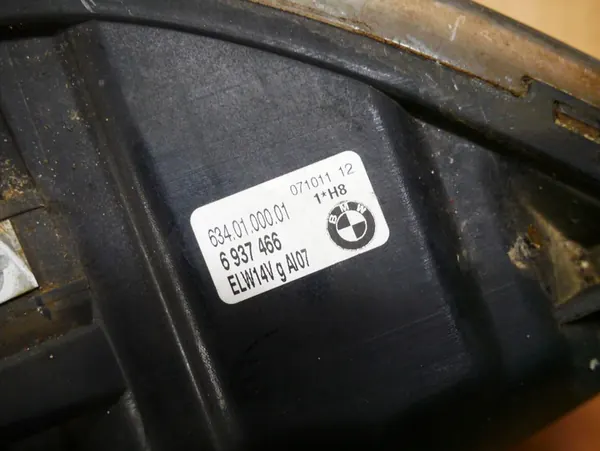 071011 12
1*H8
634.01.000.01
6 937 466
ELW14V g AI07
BMW